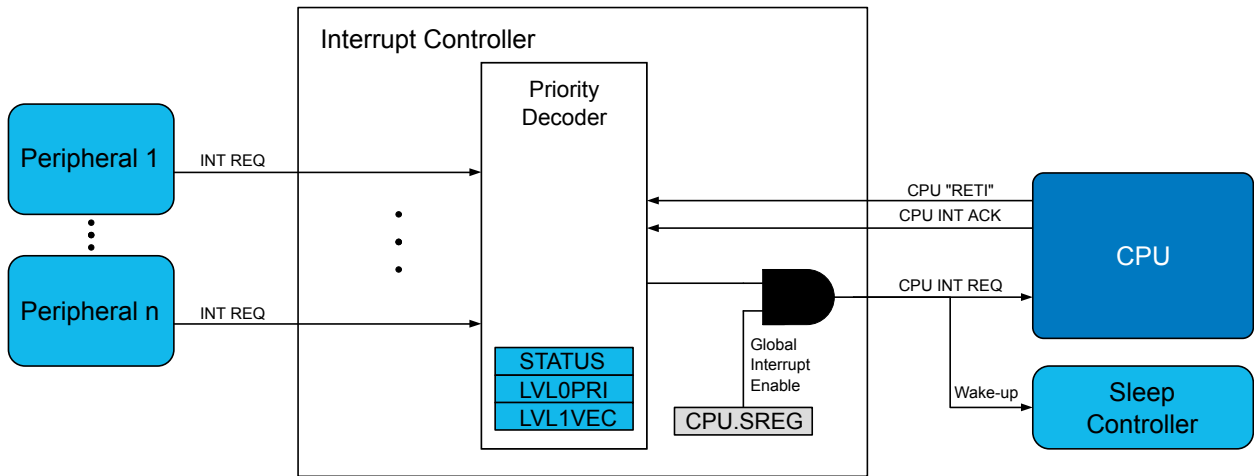 Interrupt Controller
Priority
Decoder
Peripheral 1
INT REQ
CPU "RETI"
CPU INT ACK
CPU
Peripheral n
INT REQ
CPU INT REQ
Global
Interrupt
Enable
STATUS
LVL0PRI
LVL1VEC
CPU.SREG
Wake-up
Sleep
Controller